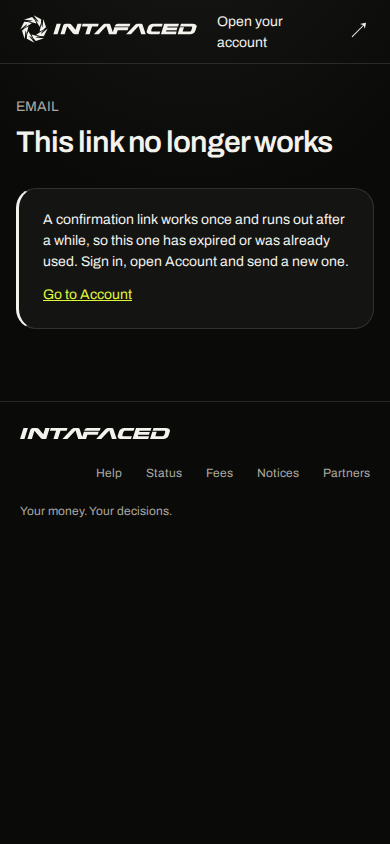 INTAFACED
Open your
account
EMAIL
This link no longer works
A confirmation link works once and runs out after
a while, so this one has expired or was already
used. Sign in, open Account and send a new one.
Go to Account
INTAFACED
Help Status Fees Notices Partners
Your money. Your decisions.